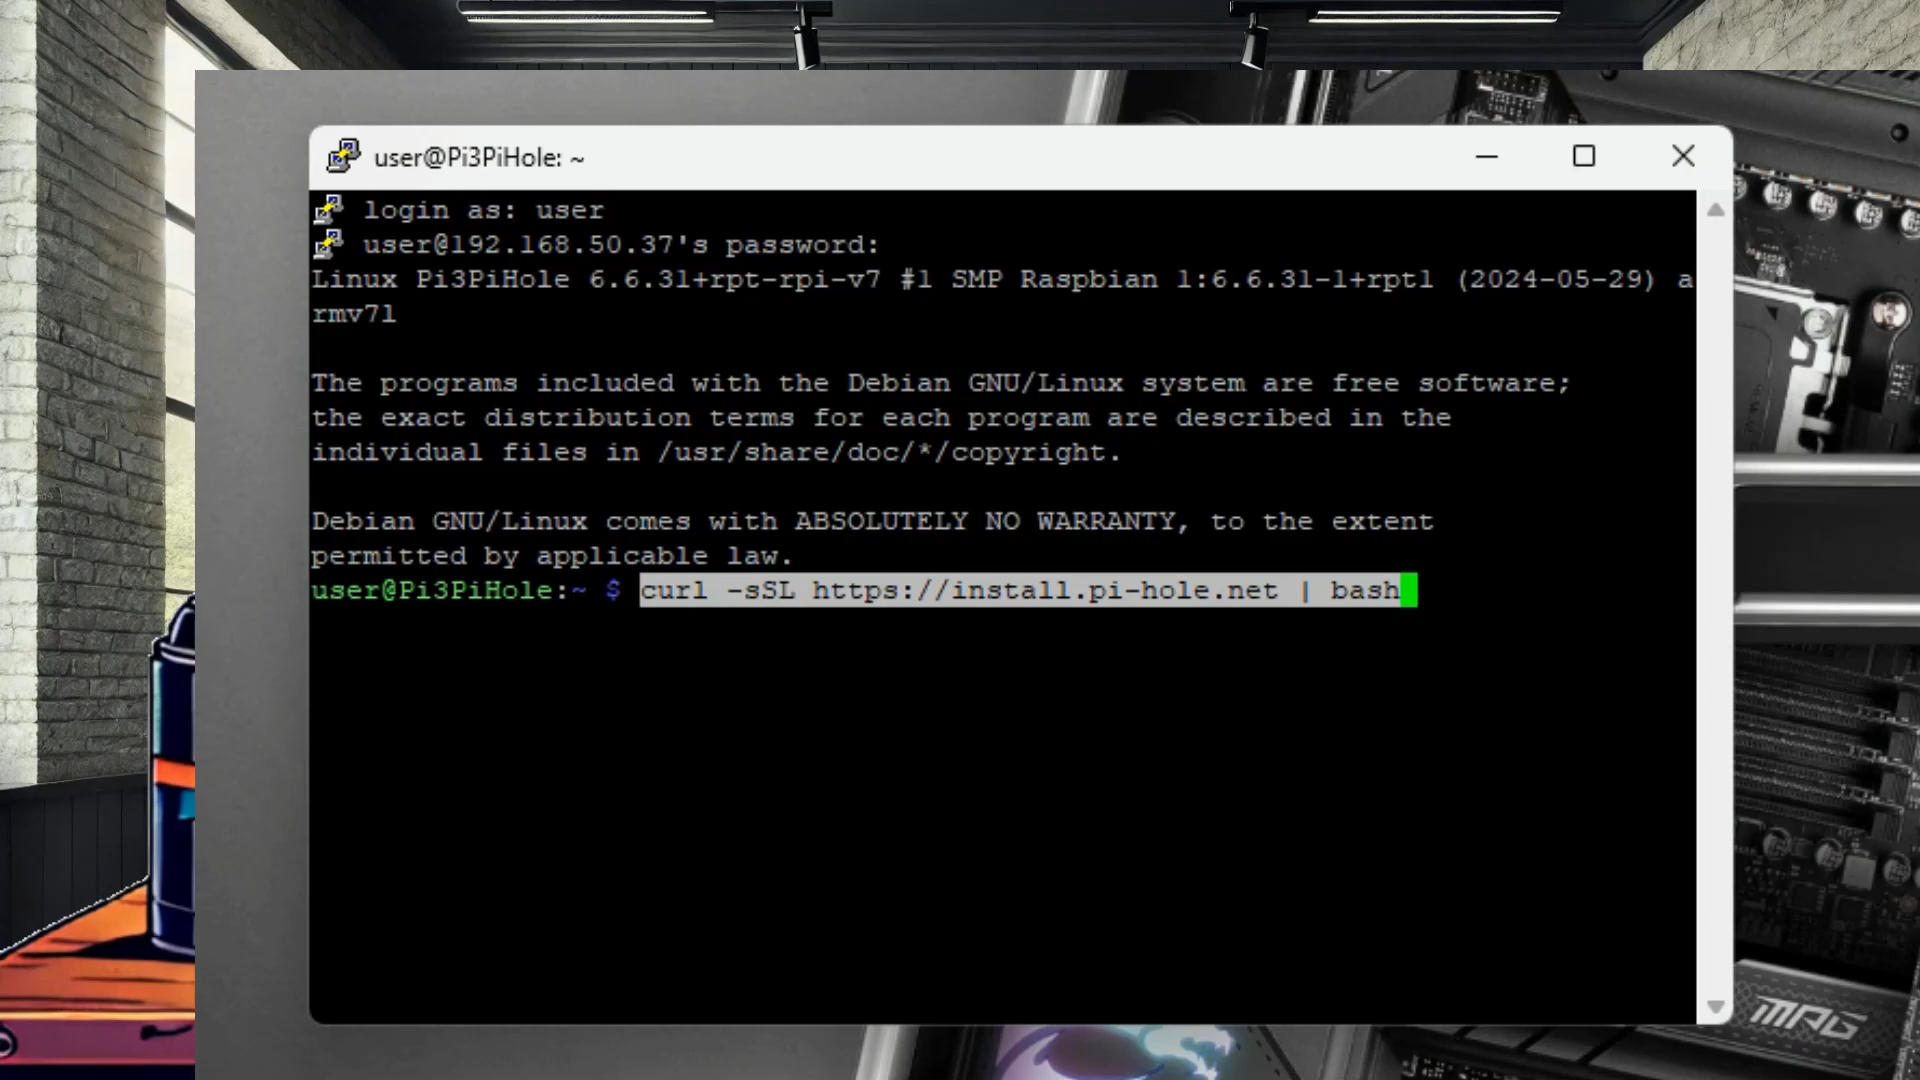 user@Pi3PiHole: ~
login as: user
user@192.168.50.37's password:
Linux Pi3PiHole 6.6.31+rpt-rpi-v7 #1 SMP Raspbian 1:6.6.31-1+rpt1 (2024-05-29) a
rmv7l
The programs included with the Debian GNU/Linux system are free software;
the exact distribution terms for each program are described in the
individual files in /usr/share/doc/*/copyright.
Debian GNU/Linux comes with ABSOLUTELY NO WARRANTY, to the extent
permitted by applicable law.
user@Pi3PiHole:~ $ curl -sSL https://install.pi-hole.net | bash
MPG